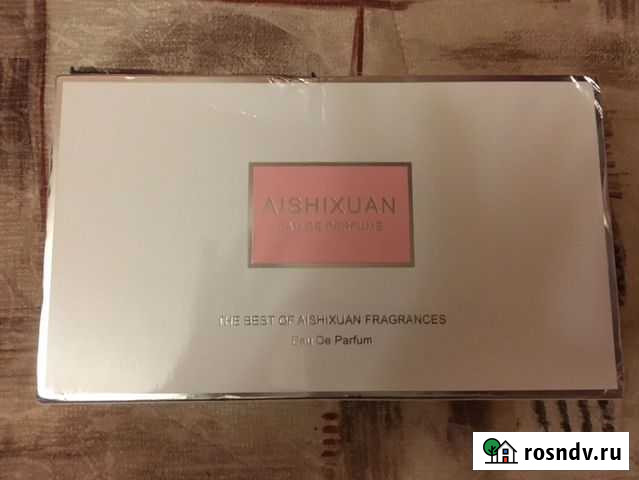 AISHIXUAN
EAU DE PARFUME
THE BEST OF AISHIXUAN FRAGRANCES
Eau De Parfum
rosndv.ru